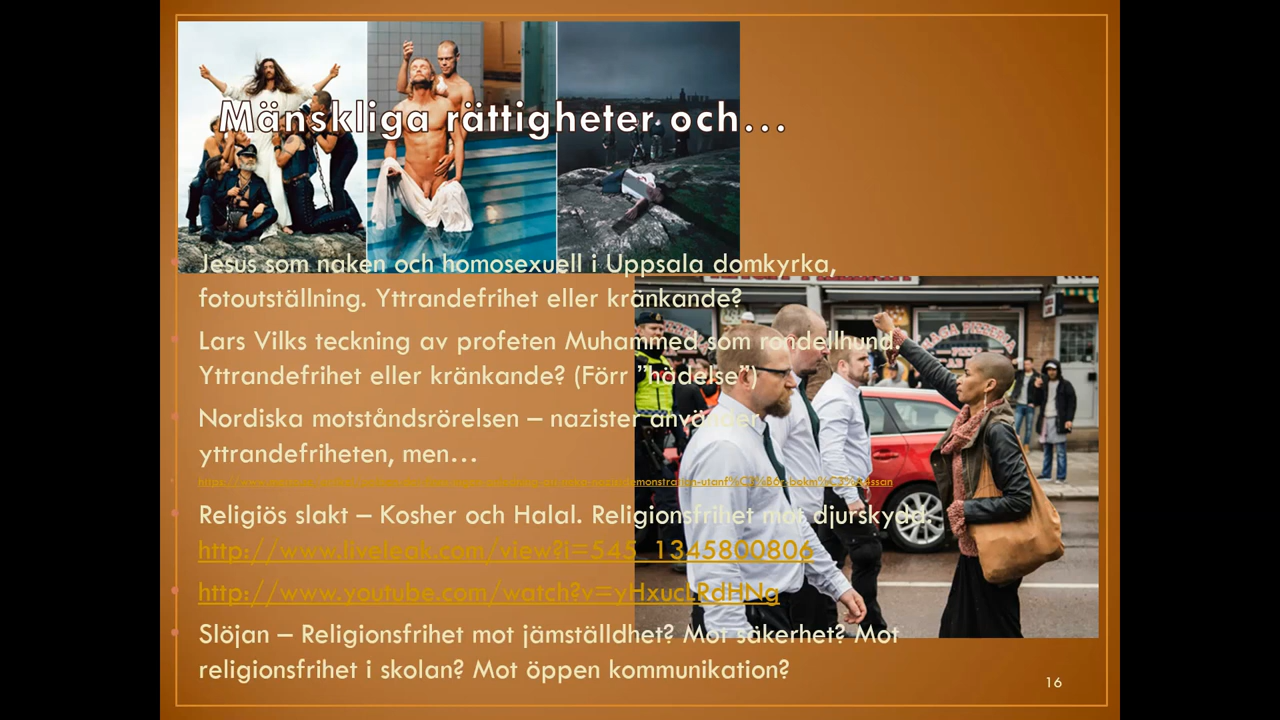 Mänskliga rättigheter och…
Jesus som naken och homosexuell i Uppsala domkyrka,
fotoutställning. Yttrandefrihet eller kränkande?
Lars Vilks teckning av profeten Muhammed som rondellhund.
Yttrandefrihet eller kränkande? (Förr ”hädelse”)
Nordiska motståndsrörelsen – nazister använder
yttrandefriheten, men…
Religiös slakt – Kosher och Halal. Religionsfrihet mot djurskydd.
http://www.liveleak.com/view?i=545_1345800806
http://www.youtube.com/watch?v=yHxucLRdHNg
Slöjan – Religionsfrihet mot jämställdhet? Mot säkerhet? Mot
religionsfrihet i skolan? Mot öppen kommunikation?
16